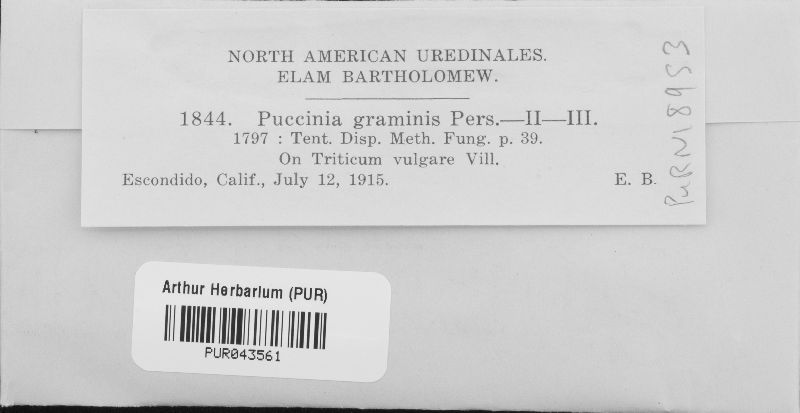 NORTH AMERICAN UREDINALES.
ELAM BARTHOLOMEW.
1844. Puccinia graminis Pers.—II—III.
1797 : Tent. Disp. Meth. Fung. p. 39.
On Triticum vulgare Vill.
Escondido, Calif., July 12, 1915. E. B.
PURN18953
Arthur Herbarium (PUR)
PUR043561